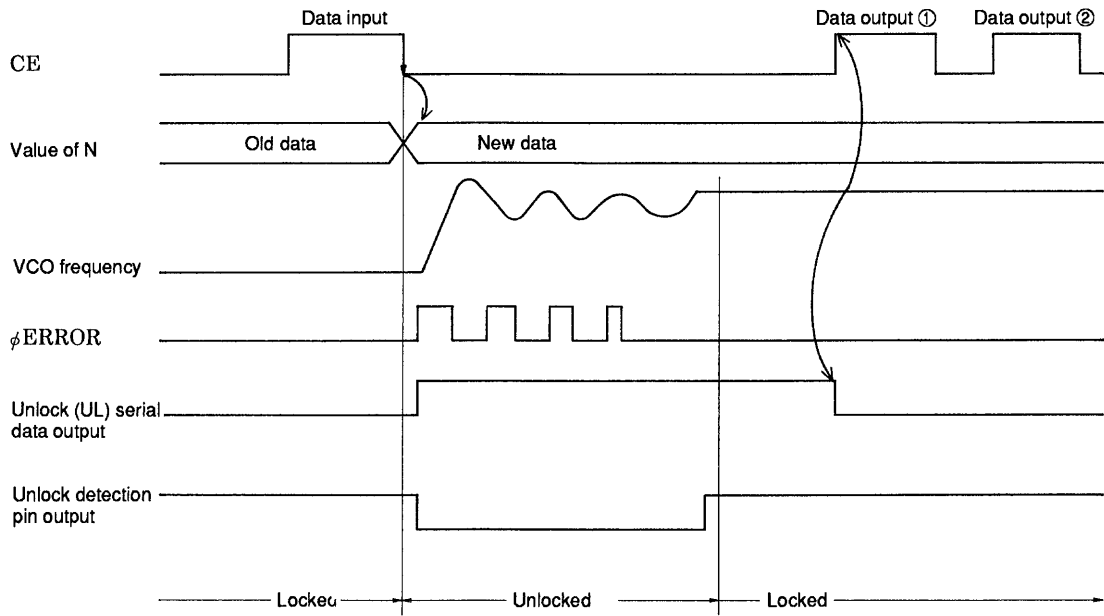 Data input
Data output ①
Data output ②
CE
Value of N
Old data
New data
VCO frequency
φERROR
Unlock (UL) serial
data output
Unlock detection
pin output
Locked
Unlocked
Locked